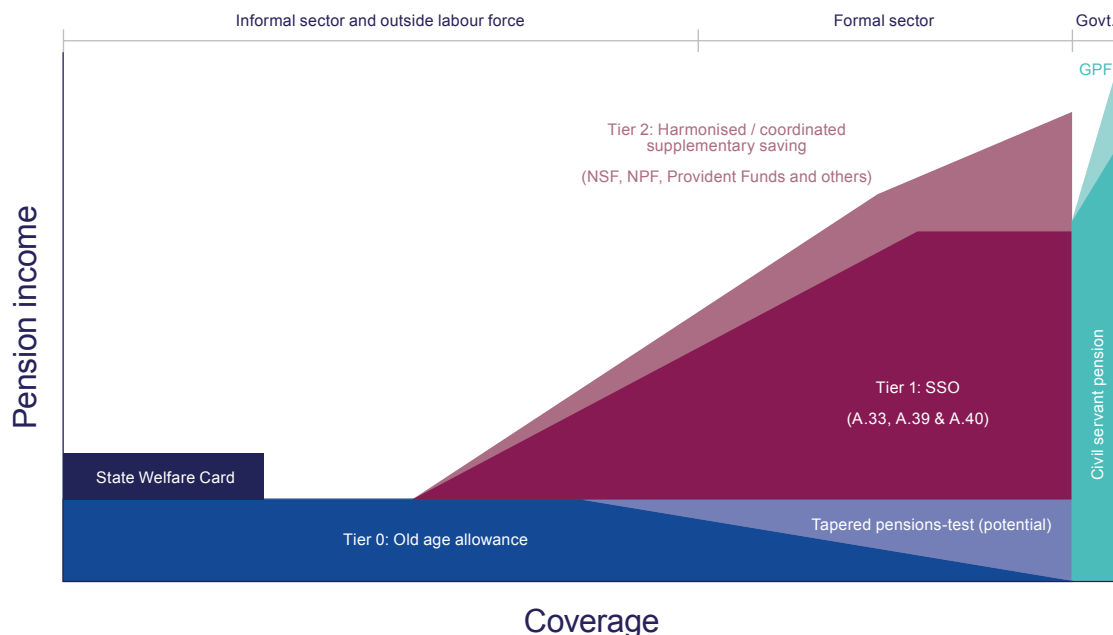 Informal sector and outside labour force
Formal sector
Govt.
GPF
Tier 2: Harmonised / coordinated
supplementary saving
(NSF, NPF, Provident Funds and others)
Pension income
Tier 1: SSO
(A.33, A.39 & A.40)
Civil servant pension
State Welfare Card
Tapered pensions-test (potential)
Tier 0: Old age allowance
Coverage